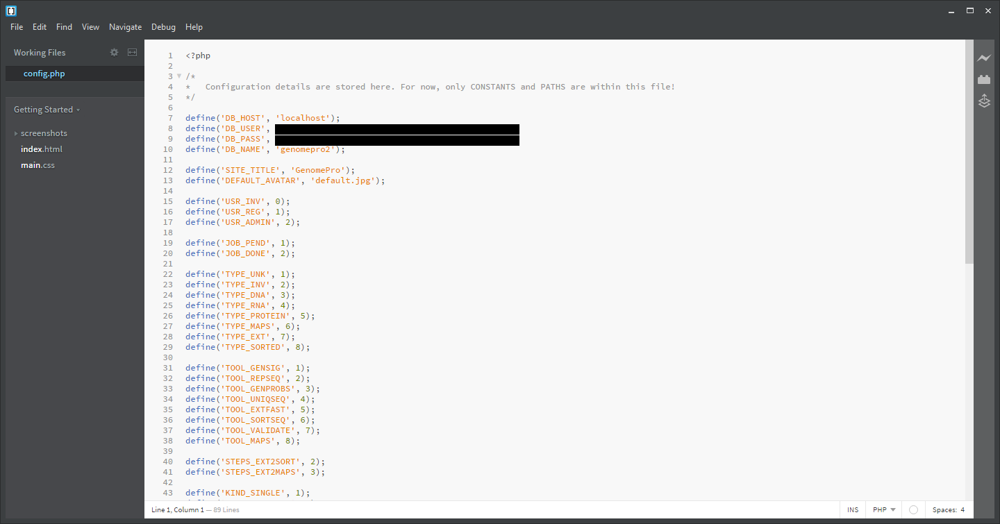 File Edit Find View Navigate Debug Help
Working Files
config.php
Getting Started
screenshots
index.html
main.css
1 <?php
2
3 /*
4 *   Configuration details are stored here. For now, only CONSTANTS and PATHS are within this file!
5 */
6
7 define('DB_HOST', 'localhost');
8 define('DB_USER',
9 define('DB_PASS',
10 define('DB_NAME', 'genomepro2');
11
12 define('SITE_TITLE', 'GenomePro');
13 define('DEFAULT_AVATAR', 'default.jpg');
14
15 define('USR_INV', 0);
16 define('USR_REG', 1);
17 define('USR_ADMIN', 2);
18
19 define('JOB_PEND', 1);
20 define('JOB_DONE', 2);
21
22 define('TYPE_UNK', 1);
23 define('TYPE_INV', 2);
24 define('TYPE_DNA', 3);
25 define('TYPE_RNA', 4);
26 define('TYPE_PROTEIN', 5);
27 define('TYPE_MAPS', 6);
28 define('TYPE_EXT', 7);
29 define('TYPE_SORTED', 8);
30
31 define('TOOL_GENSIG', 1);
32 define('TOOL_REPSEQ', 2);
33 define('TOOL_GENPROBS', 3);
34 define('TOOL_UNIQSEQ', 4);
35 define('TOOL_EXTFAST', 5);
36 define('TOOL_SORTSEQ', 6);
37 define('TOOL_VALIDATE', 7);
38 define('TOOL_MAPS', 8);
39
40 define('STEPS_EXT2SORT', 2);
41 define('STEPS_EXT2MAPS', 3);
42
43 define('KIND_SINGLE', 1);
Line 1, Column 1 — 89 Lines
INS PHP Spaces: 4